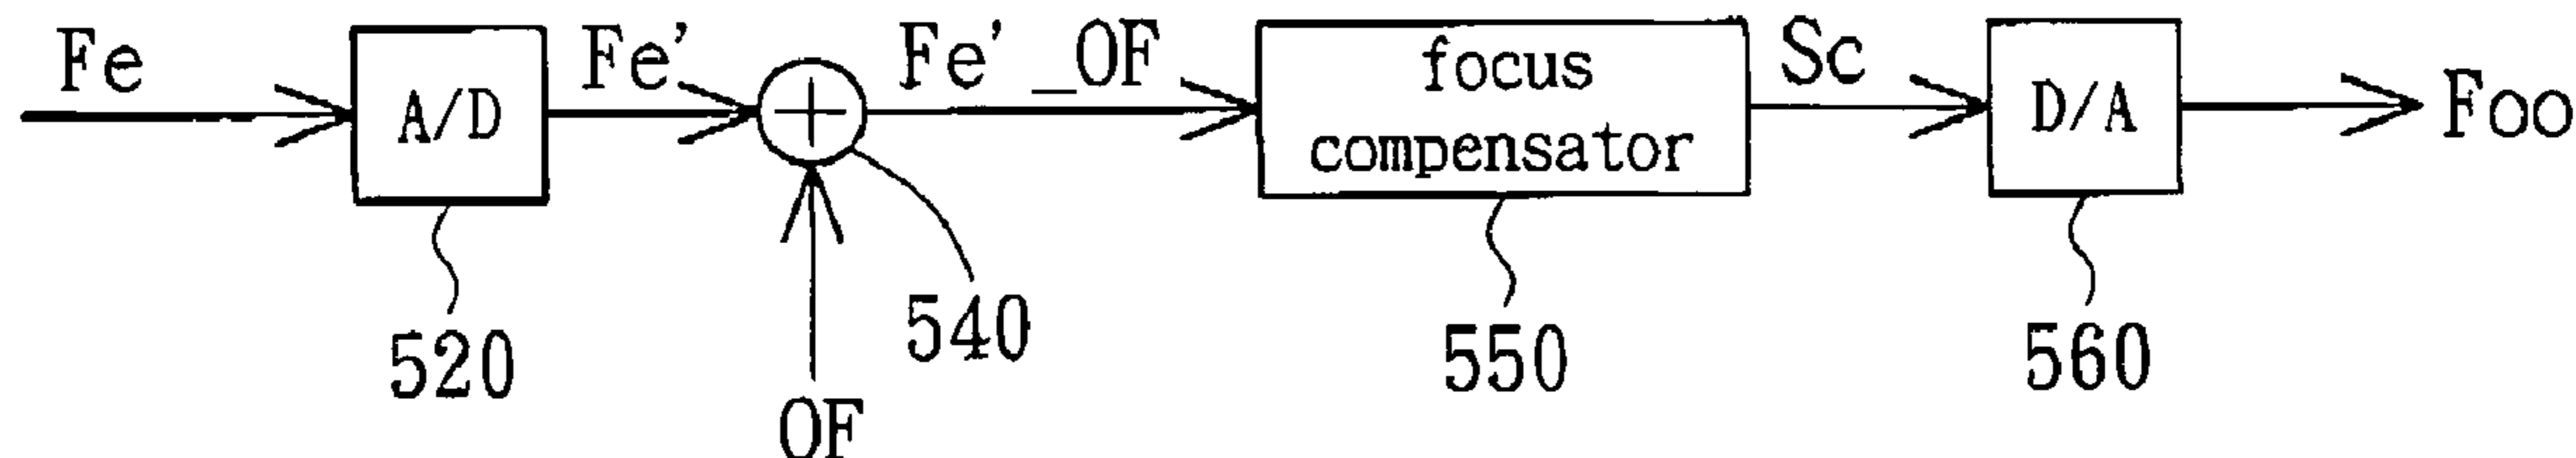 Fe
A/D
Fe'
Fe'_OF
focus
compensator
Sc
D/A
Foo
520
540
550
560
OF